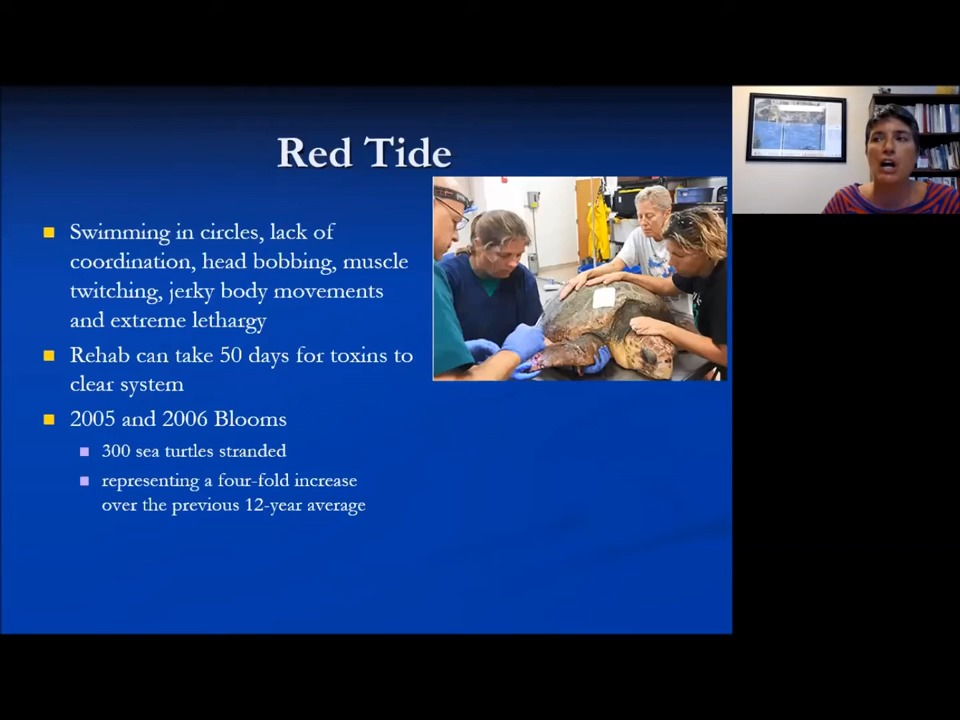 Red Tide
Swimming in circles, lack of
coordination, head bobbing, muscle
twitching, jerky body movements
and extreme lethargy
Rehab can take 50 days for toxins to
clear system
2005 and 2006 Blooms
300 sea turtles stranded
representing a four-fold increase
over the previous 12-year average